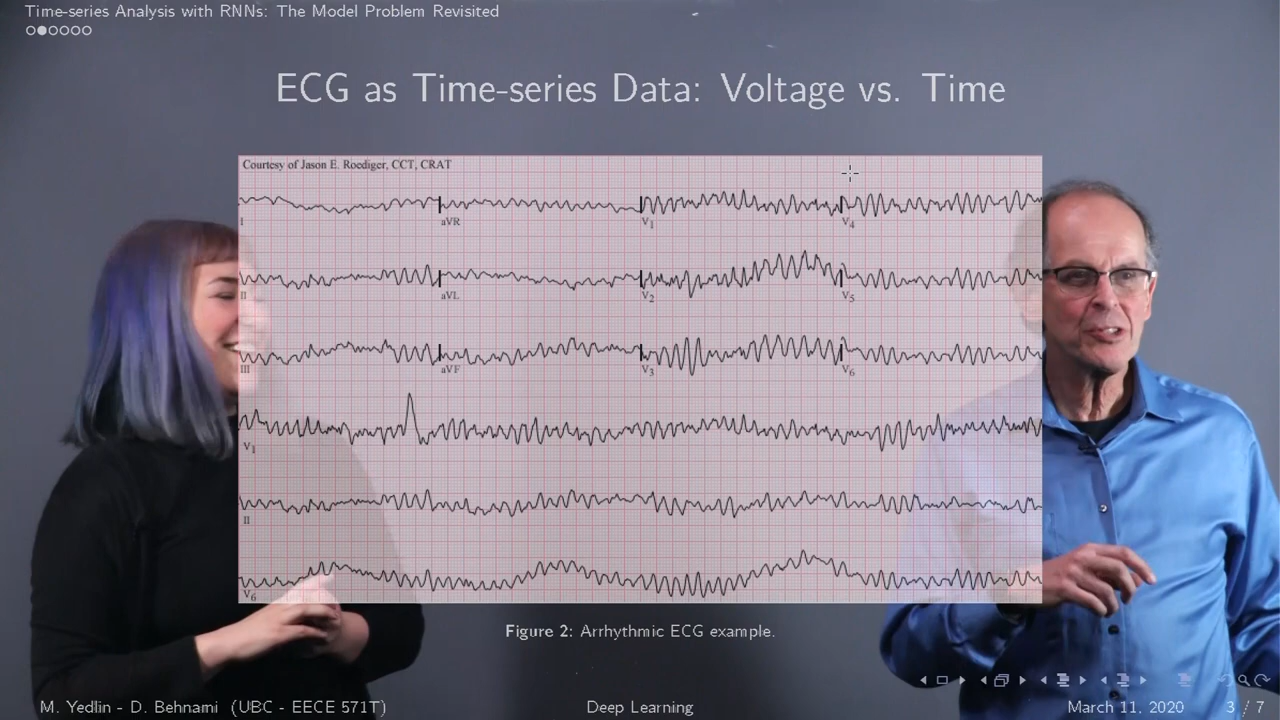 Time-series Analysis with RNNs: The Model Problem Revisited
ECG as Time-series Data: Voltage vs. Time
Courtesy of Jason E. Roediger, CCT, CRAT
I aVR V1 V4
II aVL V2 V5
III aVF V3 V6
V1
II
V6
Figure 2: Arrhythmic ECG example.
M. Yedlin - D. Behnami (UBC - EECE 571T) Deep Learning March 11, 2020 3 / 7